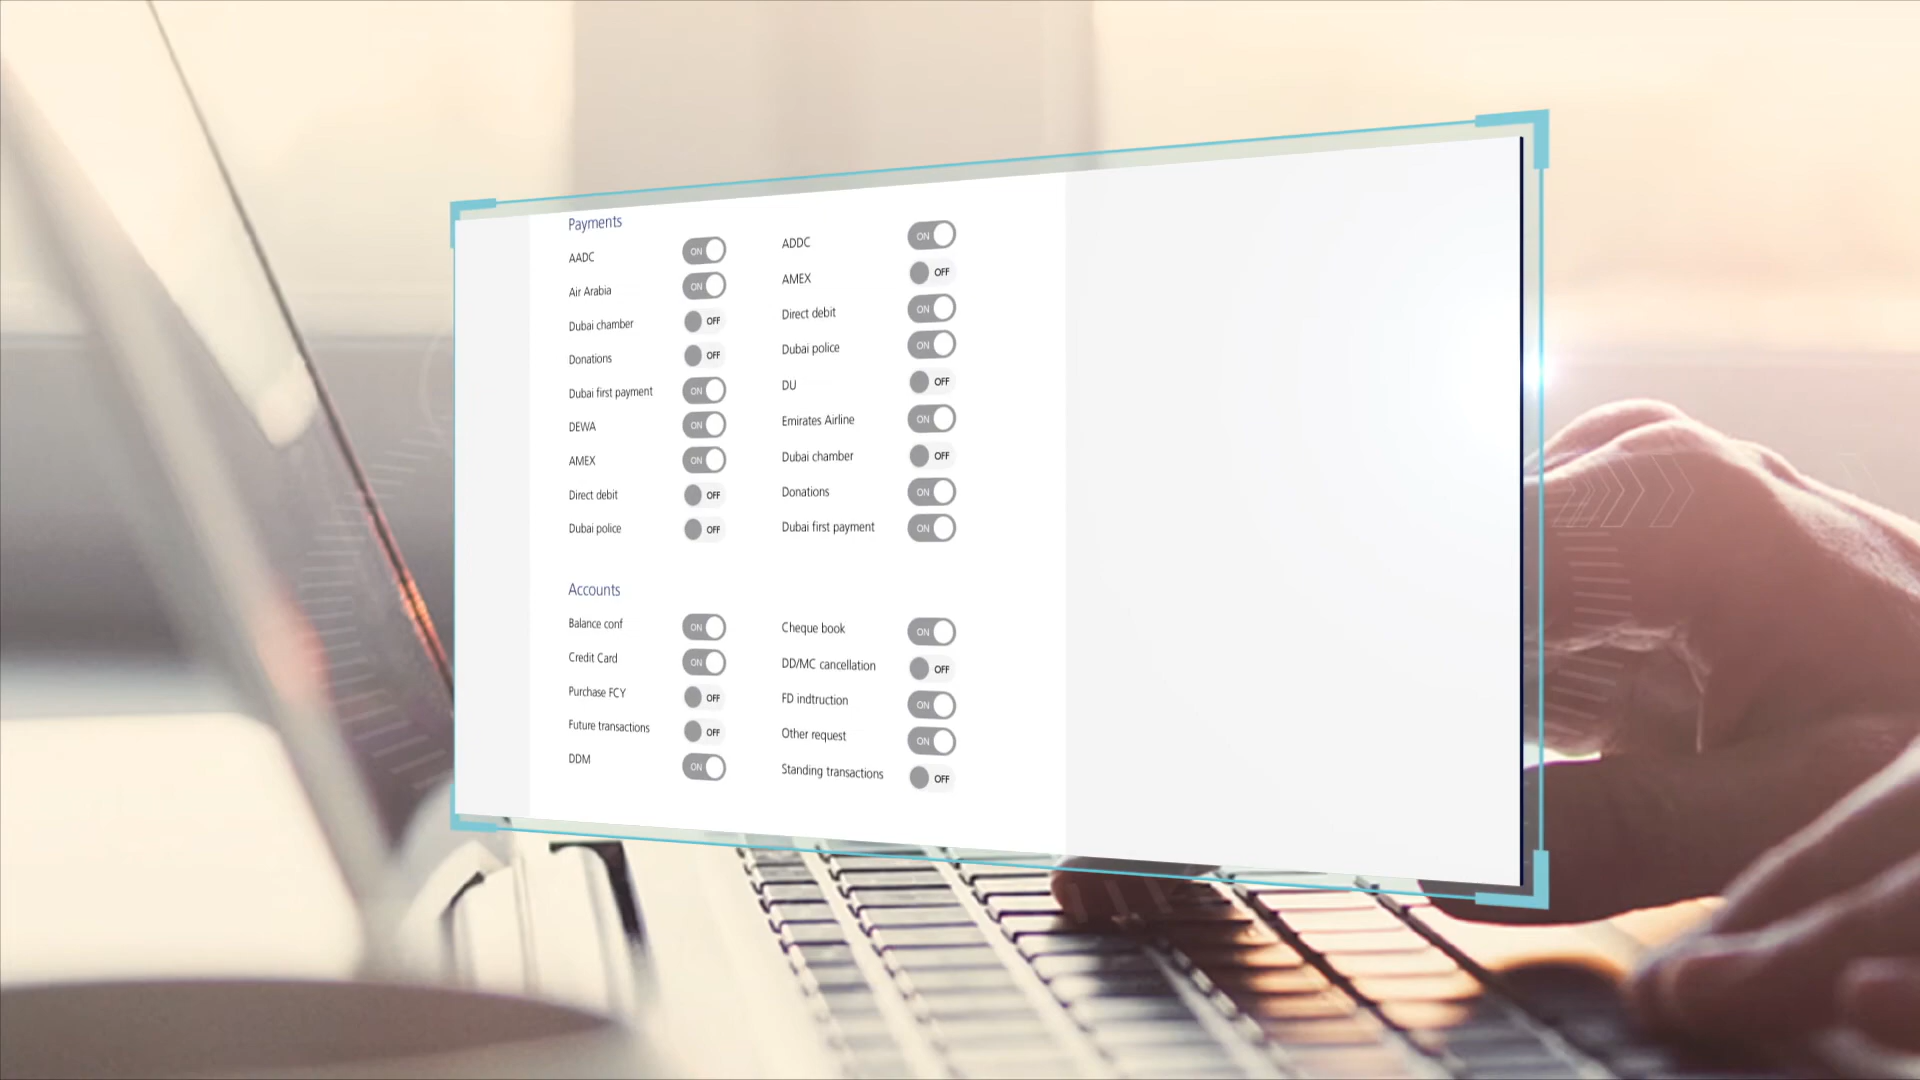 Payments
AADC ON ADDC ON
Air Arabia ON AMEX OFF
Dubai chamber OFF Direct debit ON
Donations OFF Dubai police ON
Dubai first payment ON DU OFF
DEWA ON Emirates Airline ON
AMEX ON Dubai chamber OFF
Direct debit OFF Donations ON
Dubai police OFF Dubai first payment ON
Accounts
Balance conf ON Cheque book ON
Credit Card ON DD/MC cancellation OFF
Purchase FCY OFF FD indtruction ON
Future transactions OFF Other request ON
DDM ON Standing transactions OFF